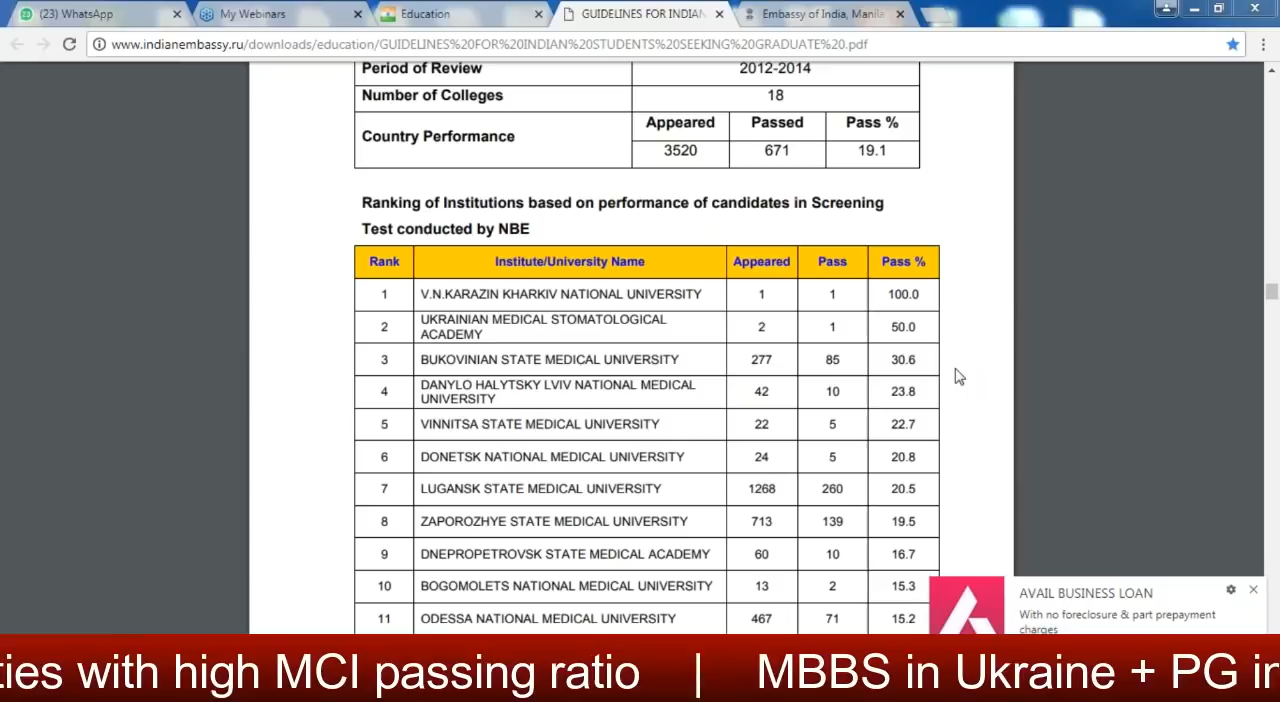 (23) WhatsApp
My Webinars
Education
GUIDELINES FOR INDIAN
Embassy of India, Manila
www.indianembassy.ru/downloads/education/GUIDELINES%20FOR%20INDIAN%20STUDENTS%20SEEKING%20GRADUATE%20.pdf
Period of Review 2012-2014
Number of Colleges 18
Country Performance
Appeared Passed Pass %
3520 671 19.1
Ranking of Institutions based on performance of candidates in Screening
Test conducted by NBE
Rank Institute/University Name Appeared Pass Pass %
1 V.N.KARAZIN KHARKIV NATIONAL UNIVERSITY 1 1 100.0
2 UKRAINIAN MEDICAL STOMATOLOGICAL
ACADEMY 2 1 50.0
3 BUKOVINIAN STATE MEDICAL UNIVERSITY 277 85 30.6
4 DANYLO HALYTSKY LVIV NATIONAL MEDICAL
UNIVERSITY 42 10 23.8
5 VINNITSA STATE MEDICAL UNIVERSITY 22 5 22.7
6 DONETSK NATIONAL MEDICAL UNIVERSITY 24 5 20.8
7 LUGANSK STATE MEDICAL UNIVERSITY 1268 260 20.5
8 ZAPOROZHYE STATE MEDICAL UNIVERSITY 713 139 19.5
9 DNEPROPETROVSK STATE MEDICAL ACADEMY 60 10 16.7
10 BOGOMOLETS NATIONAL MEDICAL UNIVERSITY 13 2 15.3
11 ODESSA NATIONAL MEDICAL UNIVERSITY 467 71 15.2
AVAIL BUSINESS LOAN
With no foreclosure & part prepayment
charges
ties with high MCI passing ratio | MBBS in Ukraine + PG in